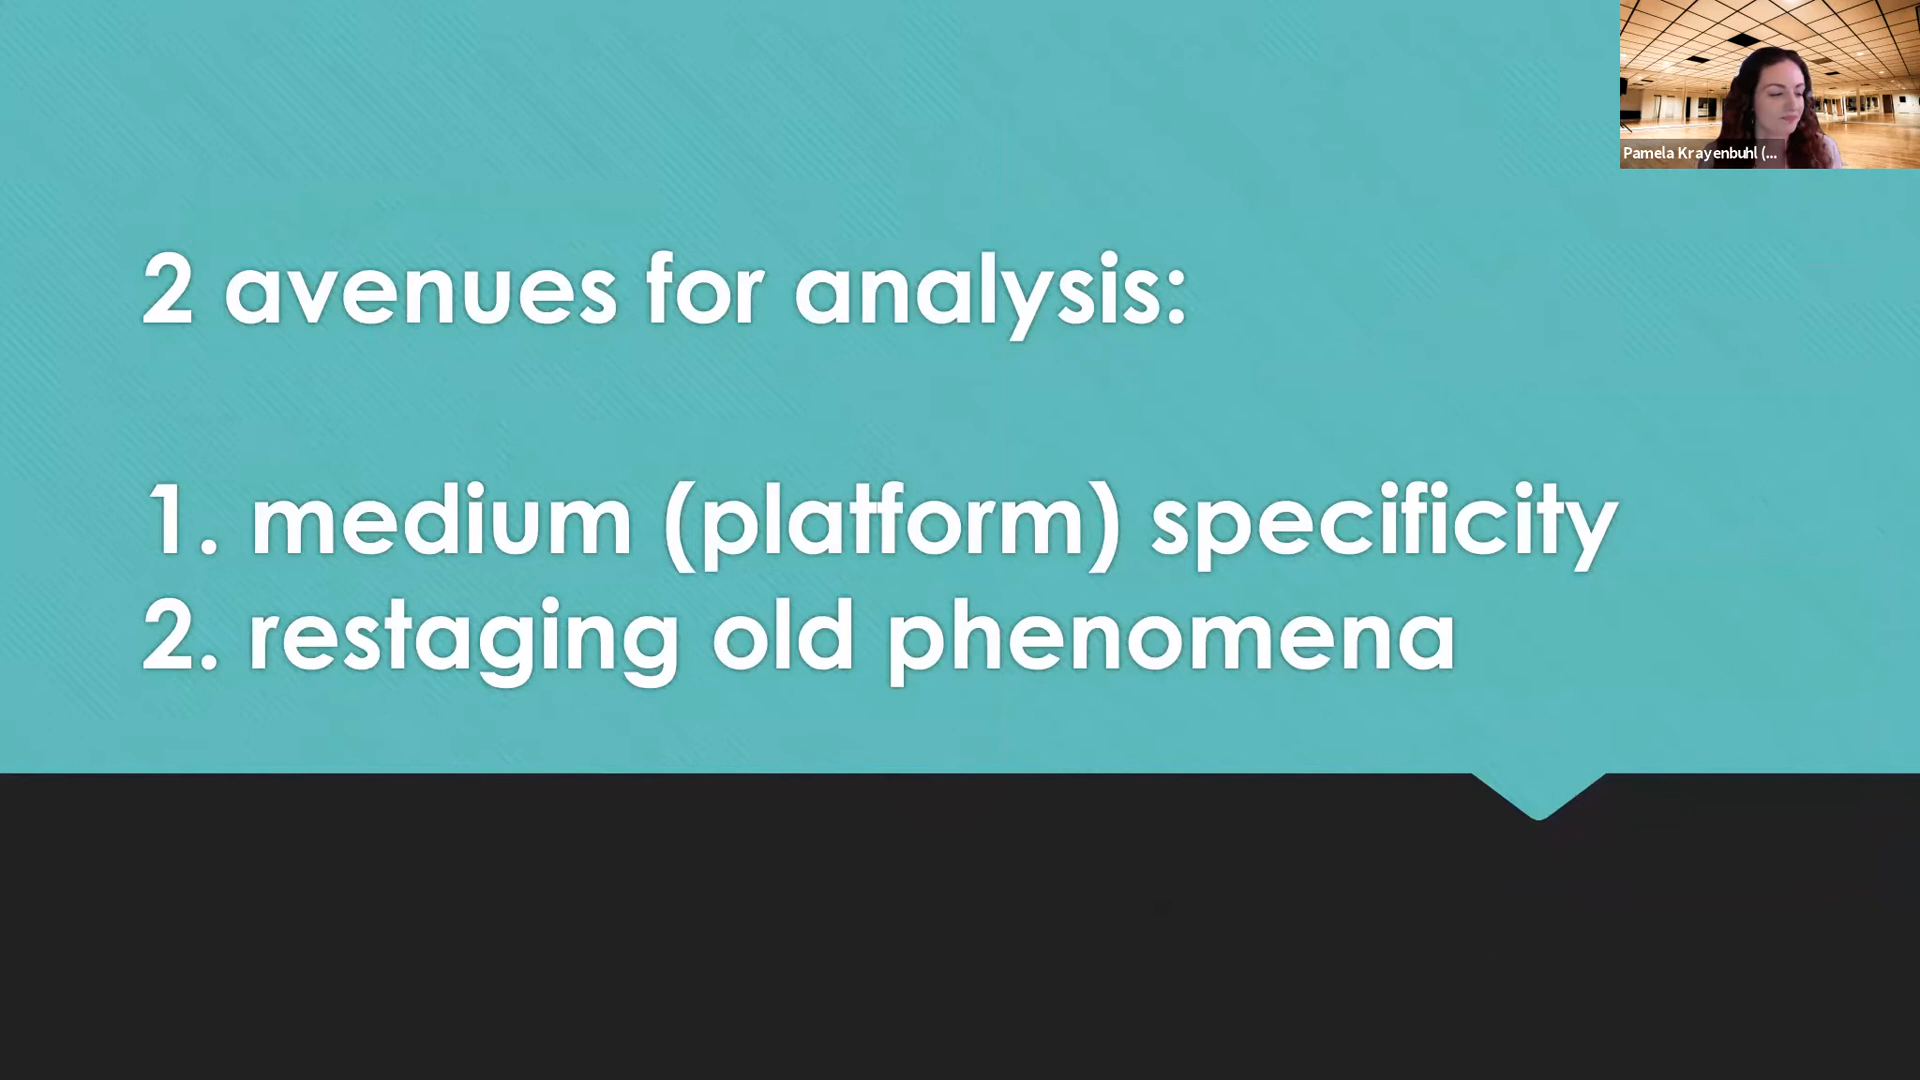 Pamela Krayenbuhl (...
2 avenues for analysis:
1. medium (platform) specificity
2. restaging old phenomena